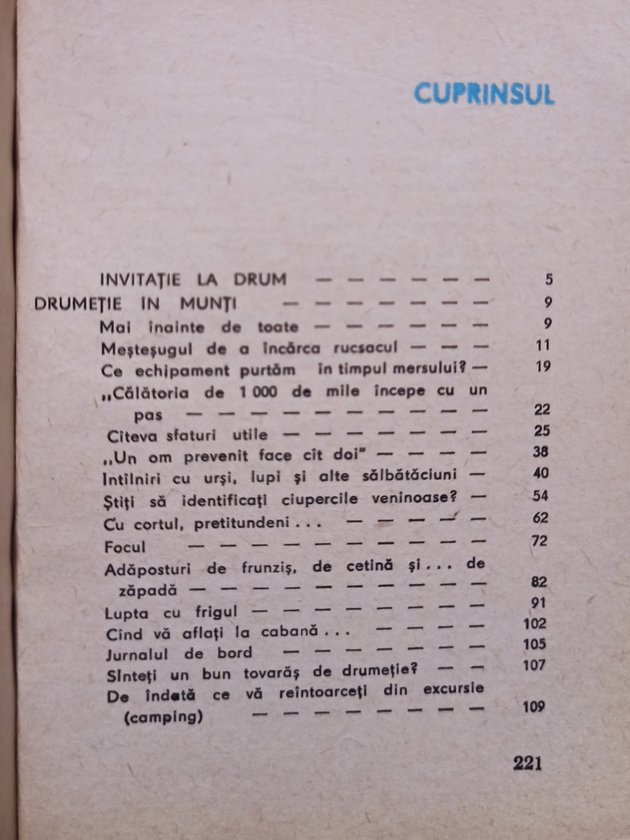 CUPRINSUL
INVITAȚIE LA DRUM — — — — — — — 5
DRUMEȚIE IN MUNȚI — — — — — — — 9
Mai înainte de toate — — — — — — — 9
Meșteșugul de a încărca rucsacul — — — — 11
Ce echipament purtăm în timpul mersului? — 19
„Călătoria de 1 000 de mile începe cu un
pas — — — — — — — — — — — — 22
Cîteva sfaturi utile — — — — — — — — 25
„Un om prevenit face cît doi" — — — — 38
Intîlniri cu urși, lupi și alte sălbătăciuni — 40
Știți să identificați ciupercile veninoase? — 54
Cu cortul, pretitundeni... — — — — — 62
Focul — — — — — — — — — — — — 72
Adăposturi de frunziș, de cetină și... de
zăpadă — — — — — — — — — — — 82
Lupta cu frigul — — — — — — — — — 91
Cînd vă aflați la cabană... — — — — 102
Jurnalul de bord — — — — — — — 105
Sînteți un bun tovarăș de drumeție? — — 107
De îndată ce vă reîntoarceți din excursie
(camping) — — — — — — — — — 109
221